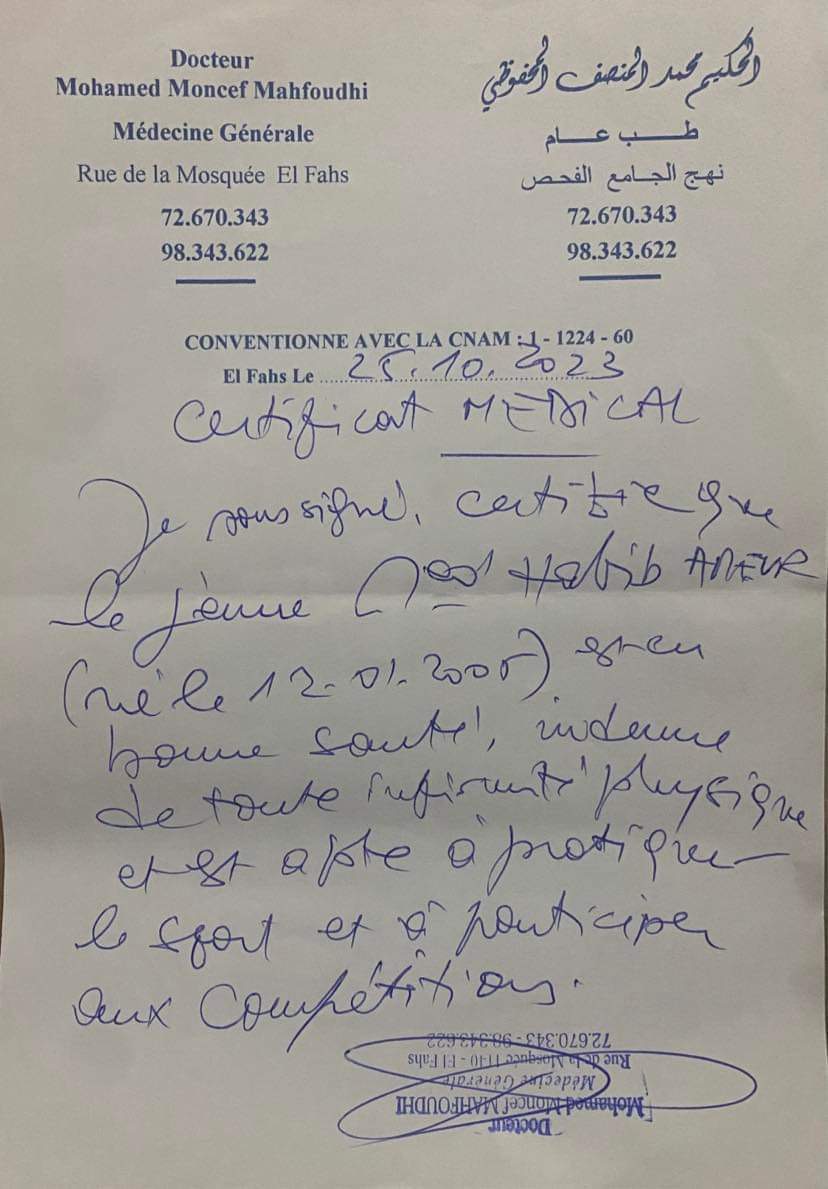 Docteur
Mohamed Moncef Mahfoudhi
Médecine Générale
Rue de la Mosquée El Fahs
72.670.343
98.343.622
الحكيم محمد المنصف المحفوظي
طب عام
نهج الجامع الفحص
72.670.343
98.343.622
CONVENTIONNE AVEC LA CNAM : 1 - 1224 - 60
El Fahs Le 25.10.2023
Certificat MEDICAL
Je soussigné, certifie que
le jeune Med Habib AMEUR
(né le 12-01-2005) est en
bonne santé, indemne
de toute infirmité physique
et est apte à pratiquer
le sport et à participer
aux compétitions.
Docteur
Mohamed Moncef MAHFOUDHI
Médecine Générale
Rue de la Mosquée 1140 - El Fahs
72.670.343 - 98.343.622